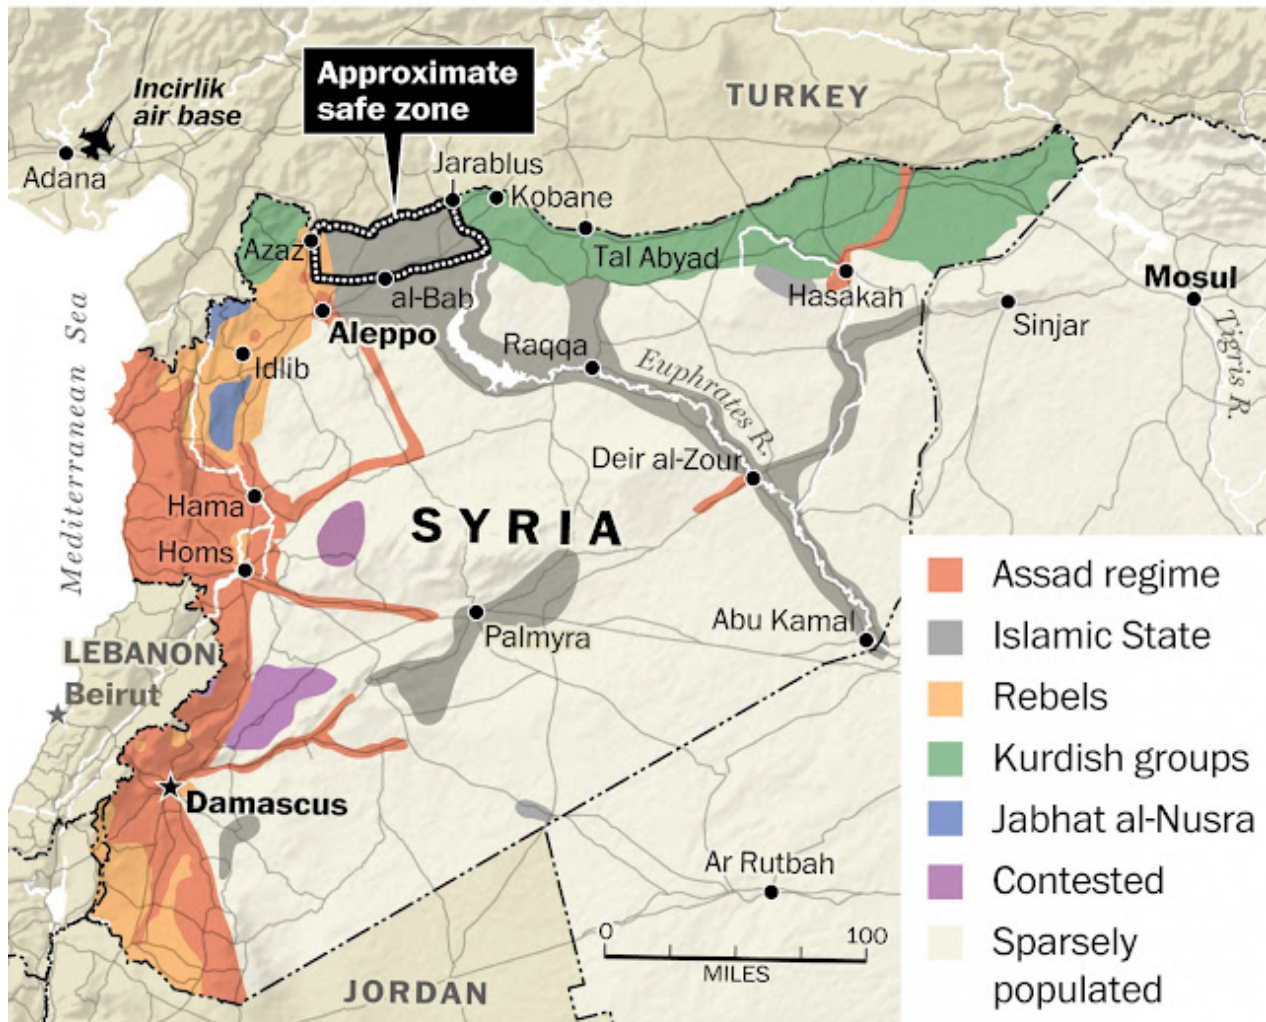 Approximate
safe zone
Incirlik
air base
TURKEY
Adana
Jarablus
Kobane
Azaz
Tal Abyad
al-Bab
Hasakah
Mosul
Sinjar
Aleppo
Raqqa
Idlib
Euphrates R.
Tigris R.
Mediterranean Sea
Deir al-Zour
Hama
SYRIA
Homs
Abu Kamal
Palmyra
LEBANON
Beirut
Damascus
Ar Rutbah
JORDAN
0 100
MILES
Assad regime
Islamic State
Rebels
Kurdish groups
Jabhat al-Nusra
Contested
Sparsely
populated